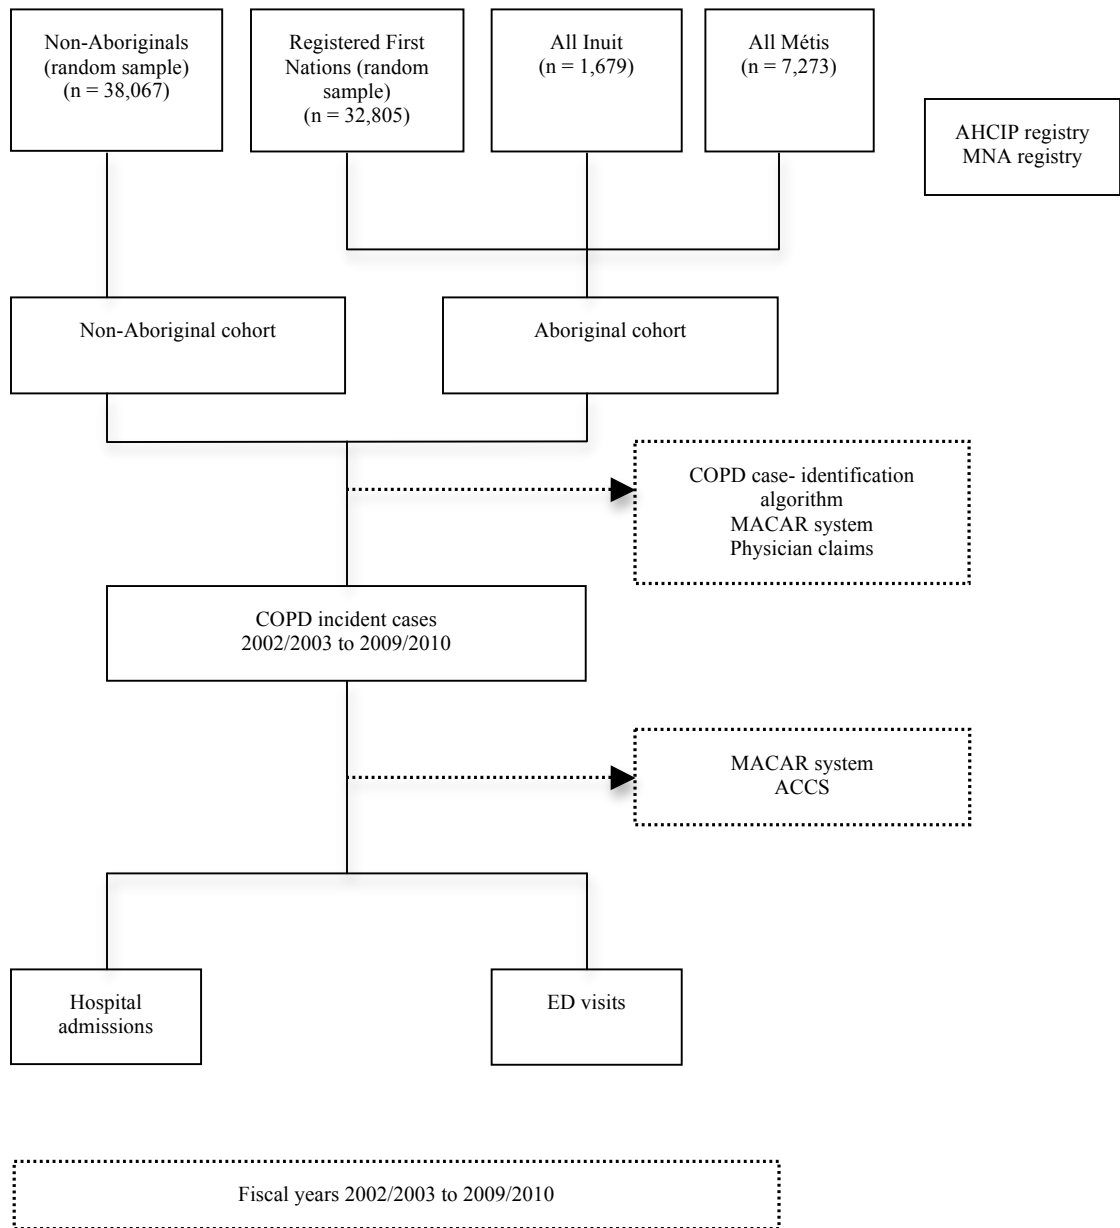 Non-Aboriginals
(random sample)
(n = 38,067)
Registered First
Nations (random
sample)
(n = 32,805)
All Inuit
(n = 1,679)
All Métis
(n = 7,273)
AHCIP registry
MNA registry
Non-Aboriginal cohort
Aboriginal cohort
COPD case- identification
algorithm
MACAR system
Physician claims
COPD incident cases
2002/2003 to 2009/2010
MACAR system
ACCS
Hospital
admissions
ED visits
Fiscal years 2002/2003 to 2009/2010